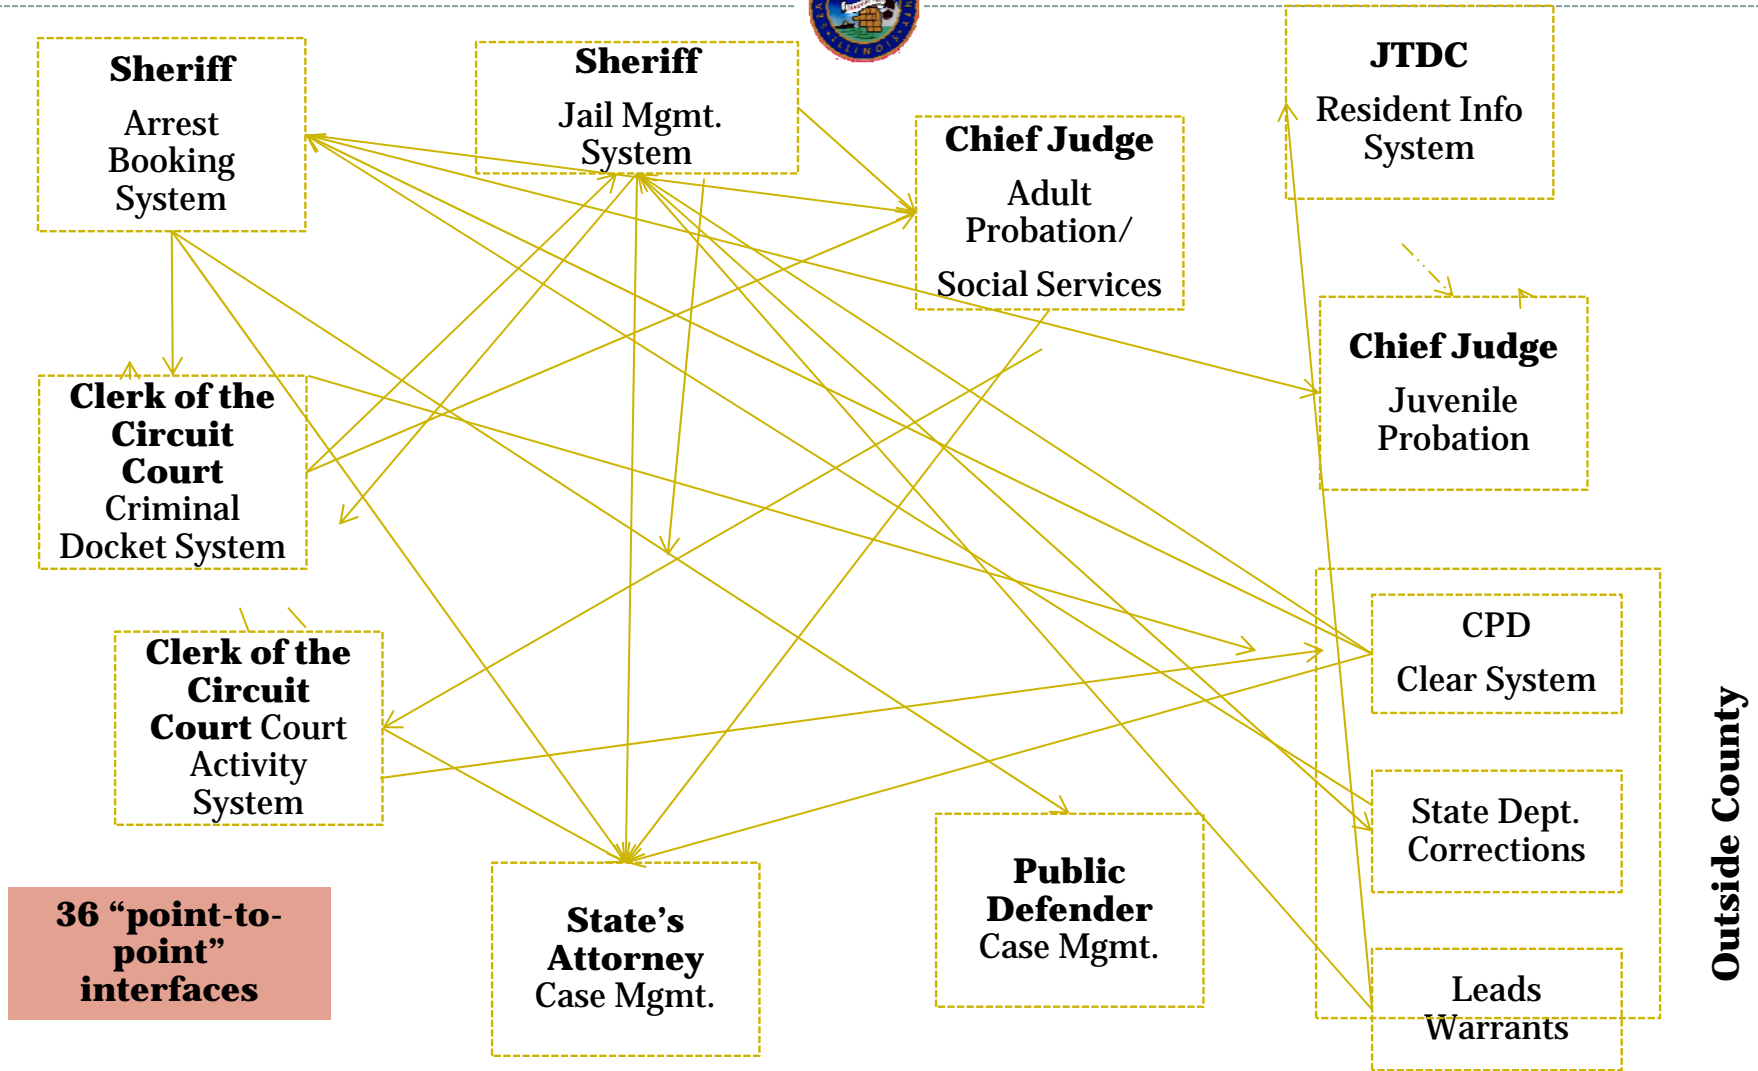 Sheriff
Arrest
Booking
System
Sheriff
Jail Mgmt.
System
ILLINOIS
Chief Judge
Adult
Probation/
Social Services
JTDC
Resident Info
System
Chief Judge
Juvenile
Probation
Clerk of the
Circuit
Court
Criminal
Docket System
Clerk of the
Circuit
Court Court
Activity
System
CPD
Clear System
State Dept.
Corrections
Leads
Warrants
Outside County
State’s
Attorney
Case Mgmt.
Public
Defender
Case Mgmt.
36 “point-to-
point”
interfaces